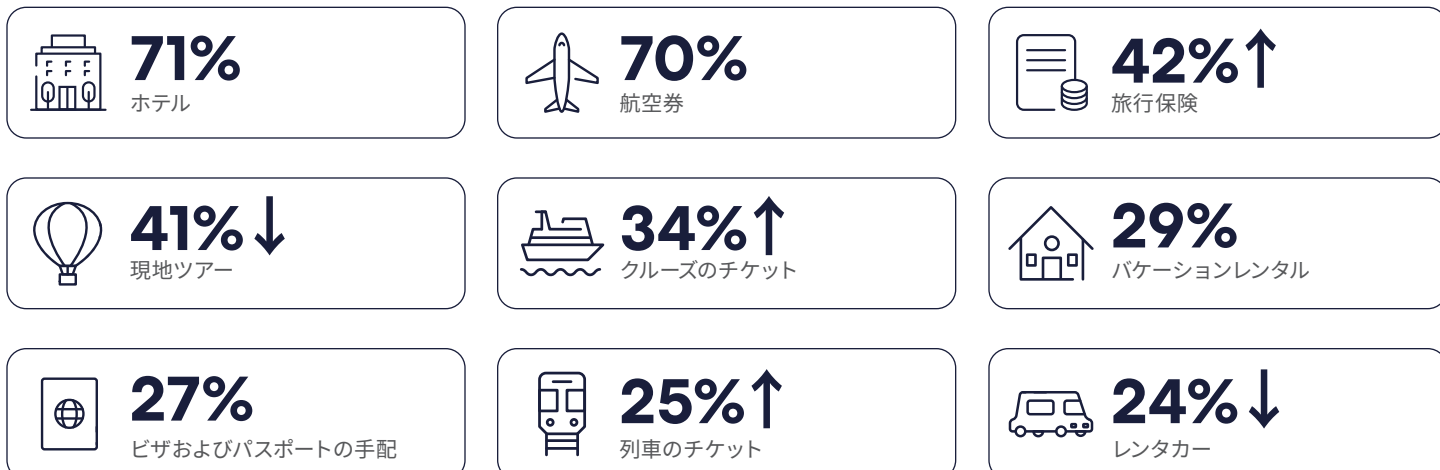 71%
ホテル
70%
航空券
42%↑
旅行保険
41%↓
現地ツアー
34%↑
クルーズのチケット
29%
バケーションレンタル
27%
ビザおよびパスポートの手配
25%↑
列車のチケット
24%↓
レンタカー